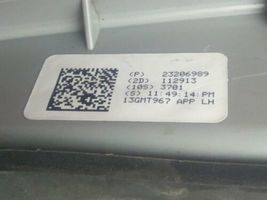 (P) 23206989
(2D) 112913
(10S) 3701
(S) 11:49:14:PM
13GMT967 APP LH